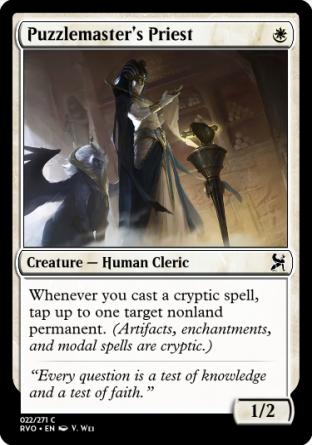 Puzzlemaster's Priest
Creature — Human Cleric
Whenever you cast a cryptic spell,
tap up to one target nonland
permanent. (Artifacts, enchantments,
and modal spells are cryptic.)
“Every question is a test of knowledge
and a test of faith.”
1/2
022/271 C
RVO • EN V. Wei